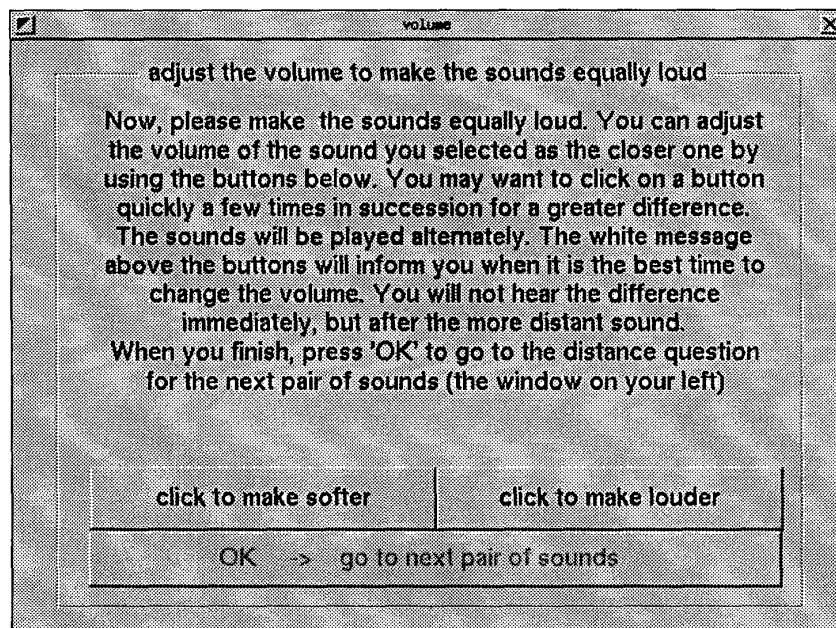 volume
adjust the volume to make the sounds equally loud
Now, please make the sounds equally loud. You can adjust
the volume of the sound you selected as the closer one by
using the buttons below. You may want to click on a button
quickly a few times in succession for a greater difference.
The sounds will be played alternately. The white message
above the buttons will inform you when it is the best time to
change the volume. You will not hear the difference
immediately, but after the more distant sound.
When you finish, press 'OK' to go to the distance question
for the next pair of sounds (the window on your left)
click to make softer click to make louder
OK -> go to next pair of sounds